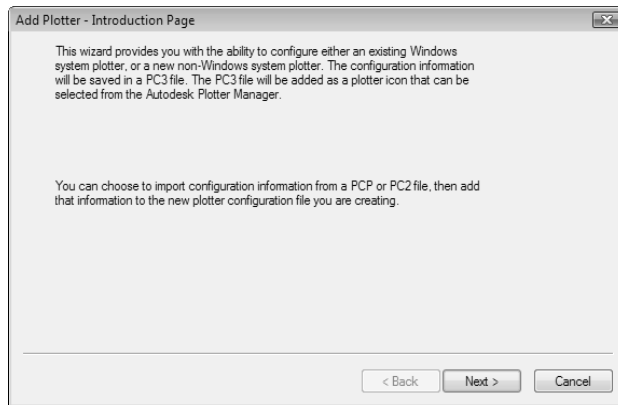 Add Plotter - Introduction Page
This wizard provides you with the ability to configure either an existing Windows
system plotter, or a new non-Windows system plotter. The configuration information
will be saved in a PC3 file. The PC3 file will be added as a plotter icon that can be
selected from the Autodesk Plotter Manager.
You can choose to import configuration information from a PCP or PC2 file, then add
that information to the new plotter configuration file you are creating.
< Back Next > Cancel